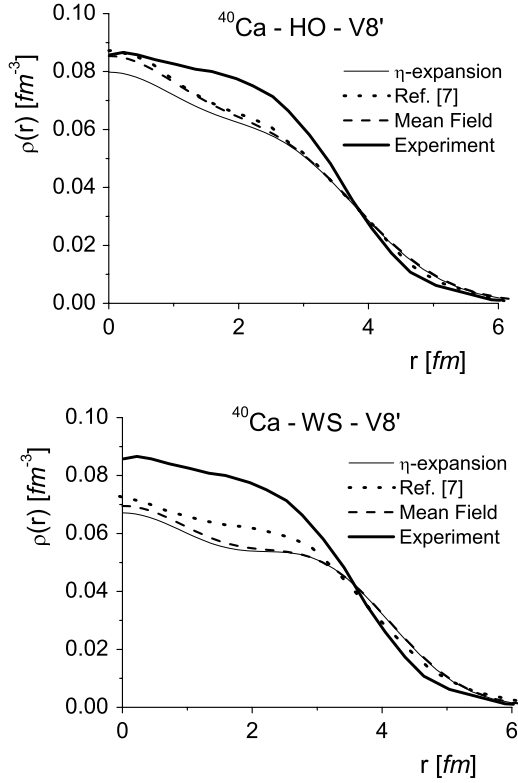 ⁴⁰Ca - HO - V8'
0.10
0.08
0.06
0.04
0.02
0.00
ρ(r) [fm⁻³]
η-expansion
Ref. [7]
Mean Field
Experiment
0 2 4 6
r [fm]
⁴⁰Ca - WS - V8'
0.10
0.08
0.06
0.04
0.02
0.00
ρ(r) [fm⁻³]
η-expansion
Ref. [7]
Mean Field
Experiment
0 2 4 6
r [fm]